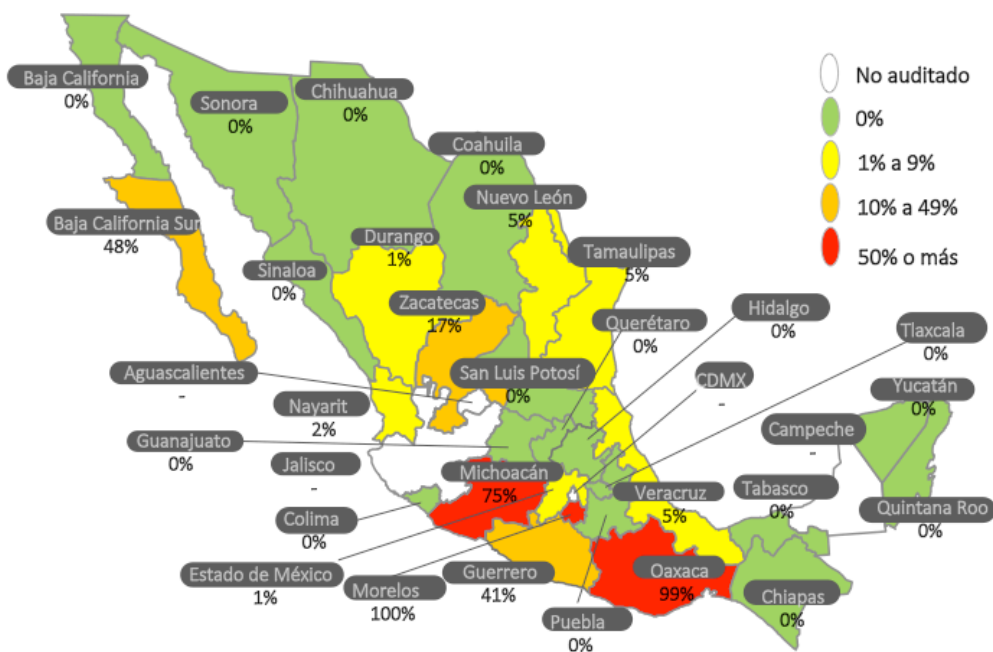 Baja California
0%
Sonora
0%
Chihuahua
0%
Coahuila
0%
Nuevo León
5%
Baja California Sur
48%
Durango
1%
Tamaulipas
5%
Sinaloa
0%
Zacatecas
17%
Querétaro
0%
Hidalgo
0%
Tlaxcala
0%
Aguascalientes
-
San Luis Potosí
0%
CDMX
-
Yucatán
0%
Nayarit
2%
Campeche
-
Guanajuato
0%
Jalisco
-
Michoacán
75%
Veracruz
5%
Tabasco
0%
Quintana Roo
0%
Colima
0%
Estado de México
1%
Morelos
100%
Guerrero
41%
Oaxaca
99%
Puebla
0%
Chiapas
0%
No auditado
0%
1% a 9%
10% a 49%
50% o más